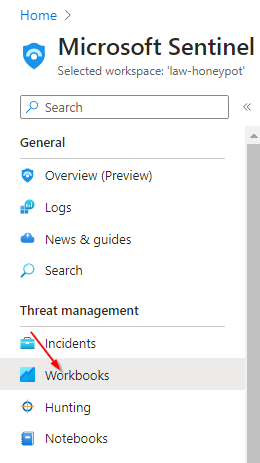 Home >
Microsoft Sentinel
Selected workspace: 'law-honeypot'
Search
General
Overview (Preview)
Logs
News & guides
Search
Threat management
Incidents
Workbooks
Hunting
Notebooks